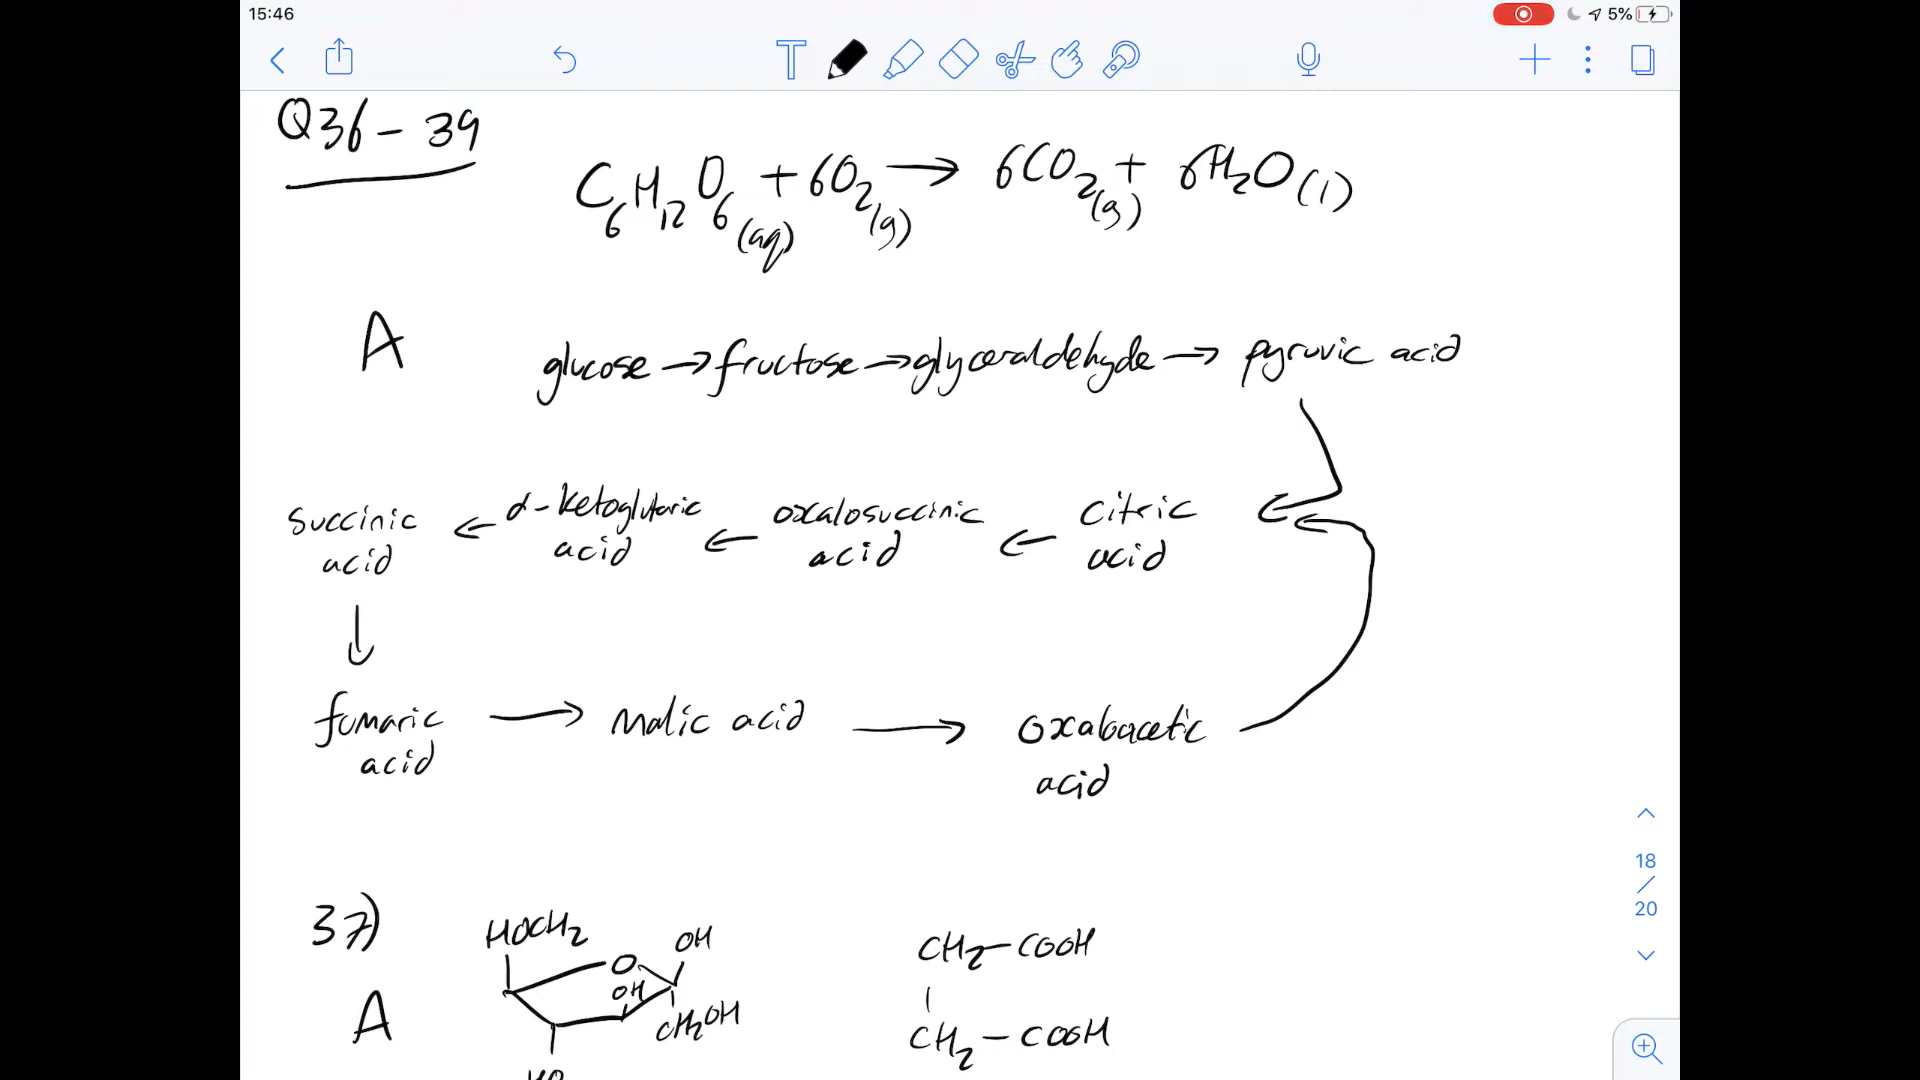 15:46
5%
T
Q36-39
C6H12O6(aq) + 6O2(g) → 6CO2(g) + 6H2O(l)
A
glucose → fructose → glyceraldehyde → pyruvic acid
succinic acid ← α-ketoglutaric acid ← oxalosuccinic acid ← citric acid ←
↓
fumaric acid → malic acid → oxaloacetic acid
37)
A
HOCH2
O
OH
OH
CH2OH
HO
CH2-COOH
|
CH2-COOH
18
/
20